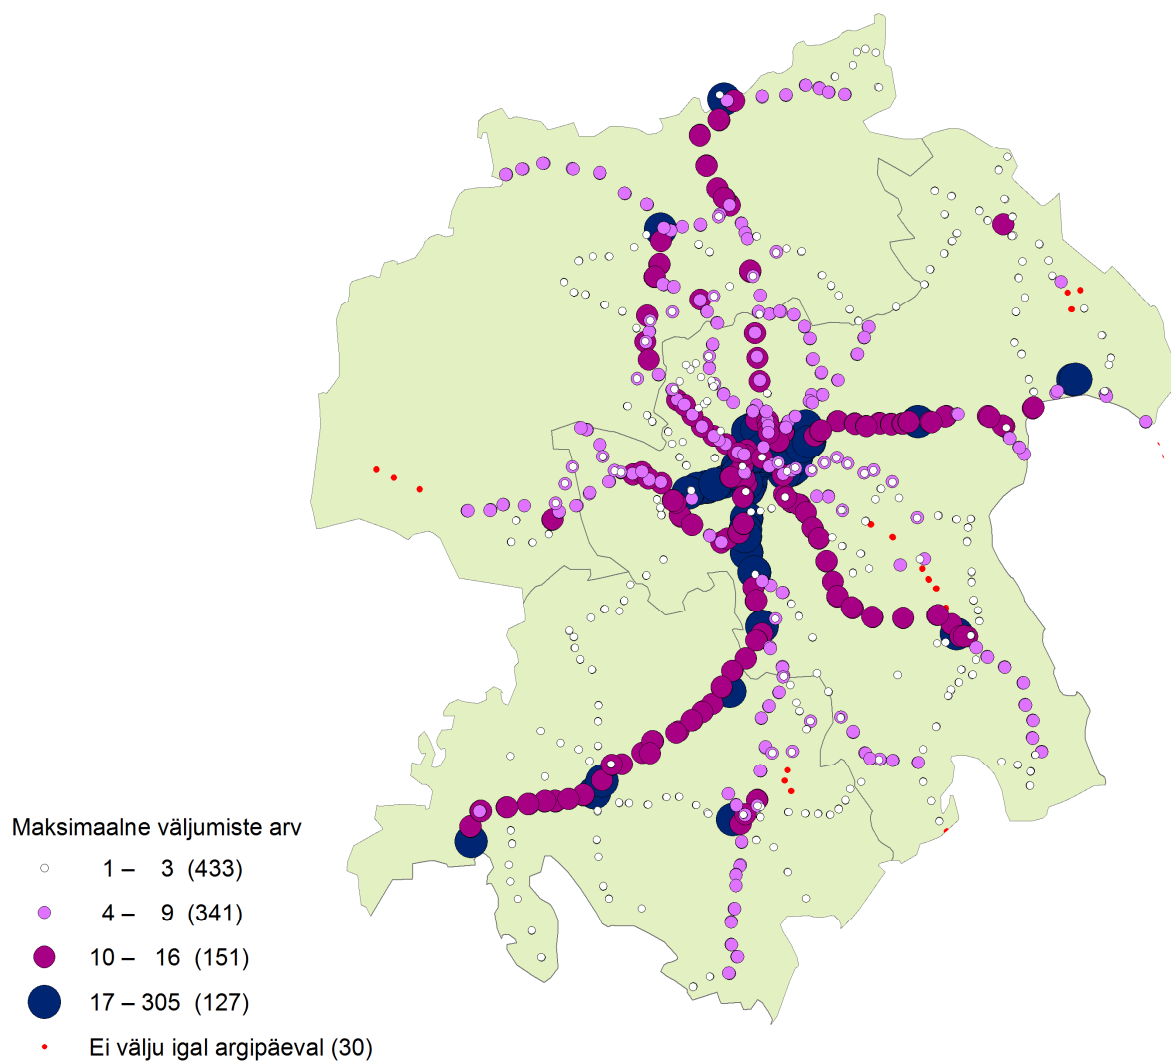 Maksimaalne väljumiste arv
1 – 3 (433)
4 – 9 (341)
10 – 16 (151)
17 – 305 (127)
Ei välju igal argipäeval (30)